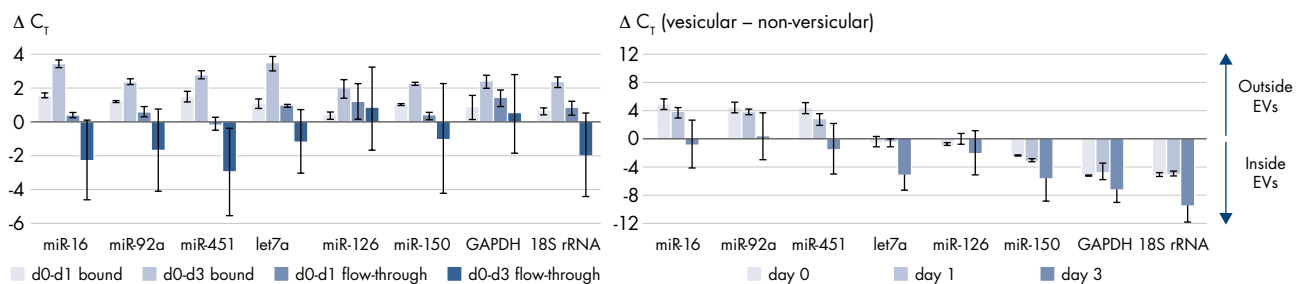 Δ CT
4
2
0
-2
-4
-6
miR-16 miR-92a miR-451 let7a miR-126 miR-150 GAPDH 18S rRNA
d0-d1 bound d0-d3 bound d0-d1 flow-through d0-d3 flow-through
Δ CT (vesicular – non-versicular)
12
8
4
0
-4
-8
-12
miR-16 miR-92a miR-451 let7a miR-126 miR-150 GAPDH 18S rRNA
day 0 day 1 day 3
Outside
EVs
Inside
EVs